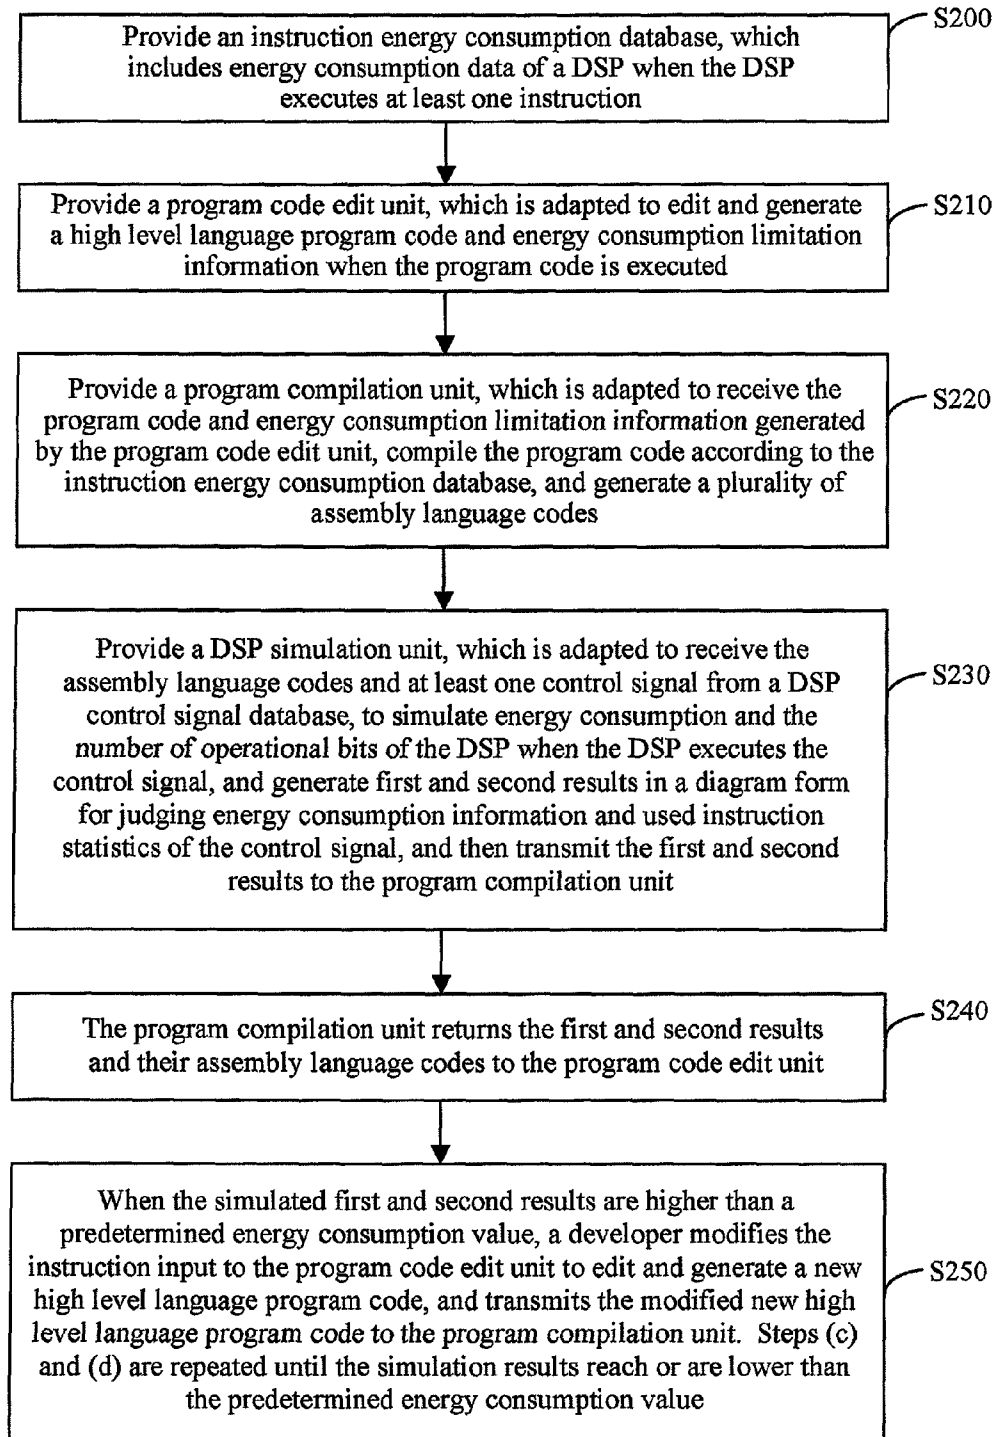 S200
Provide an instruction energy consumption database, which
includes energy consumption data of a DSP when the DSP
executes at least one instruction
S210
Provide a program code edit unit, which is adapted to edit and generate
a high level language program code and energy consumption limitation
information when the program code is executed
S220
Provide a program compilation unit, which is adapted to receive the
program code and energy consumption limitation information generated
by the program code edit unit, compile the program code according to the
instruction energy consumption database, and generate a plurality of
assembly language codes
S230
Provide a DSP simulation unit, which is adapted to receive the
assembly language codes and at least one control signal from a DSP
control signal database, to simulate energy consumption and the
number of operational bits of the DSP when the DSP executes the
control signal, and generate first and second results in a diagram form
for judging energy consumption information and used instruction
statistics of the control signal, and then transmit the first and second
results to the program compilation unit
S240
The program compilation unit returns the first and second results
and their assembly language codes to the program code edit unit
S250
When the simulated first and second results are higher than a
predetermined energy consumption value, a developer modifies the
instruction input to the program code edit unit to edit and generate a new
high level language program code, and transmits the modified new high
level language program code to the program compilation unit. Steps (c)
and (d) are repeated until the simulation results reach or are lower than
the predetermined energy consumption value